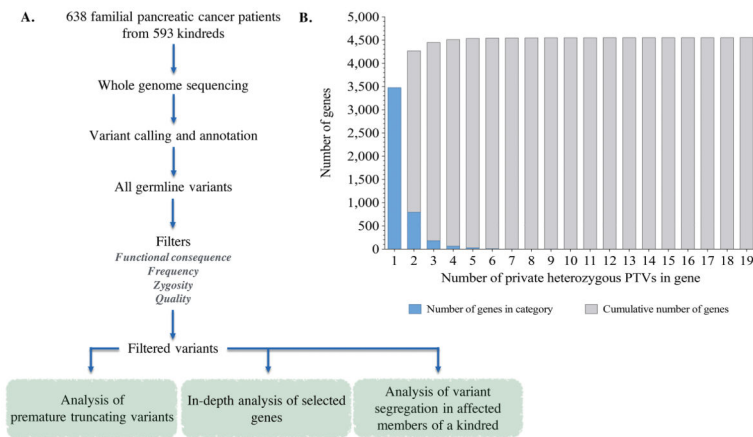 A.
638 familial pancreatic cancer patients
from 593 kindreds
Whole genome sequencing
Variant calling and annotation
All germline variants
Filters
Functional consequence
Frequency
Zygosity
Quality
Filtered variants
Analysis of
premature truncating variants
In-depth analysis of selected
genes
Analysis of variant
segregation in affected
members of a kindred
B.
Number of genes
5,000
4,500
4,000
3,500
3,000
2,500
2,000
1,500
1,000
500
0
1 2 3 4 5 6 7 8 9 10 11 12 13 14 15 16 17 18 19
Number of private heterozygous PTVs in gene
Number of genes in category
Cumulative number of genes